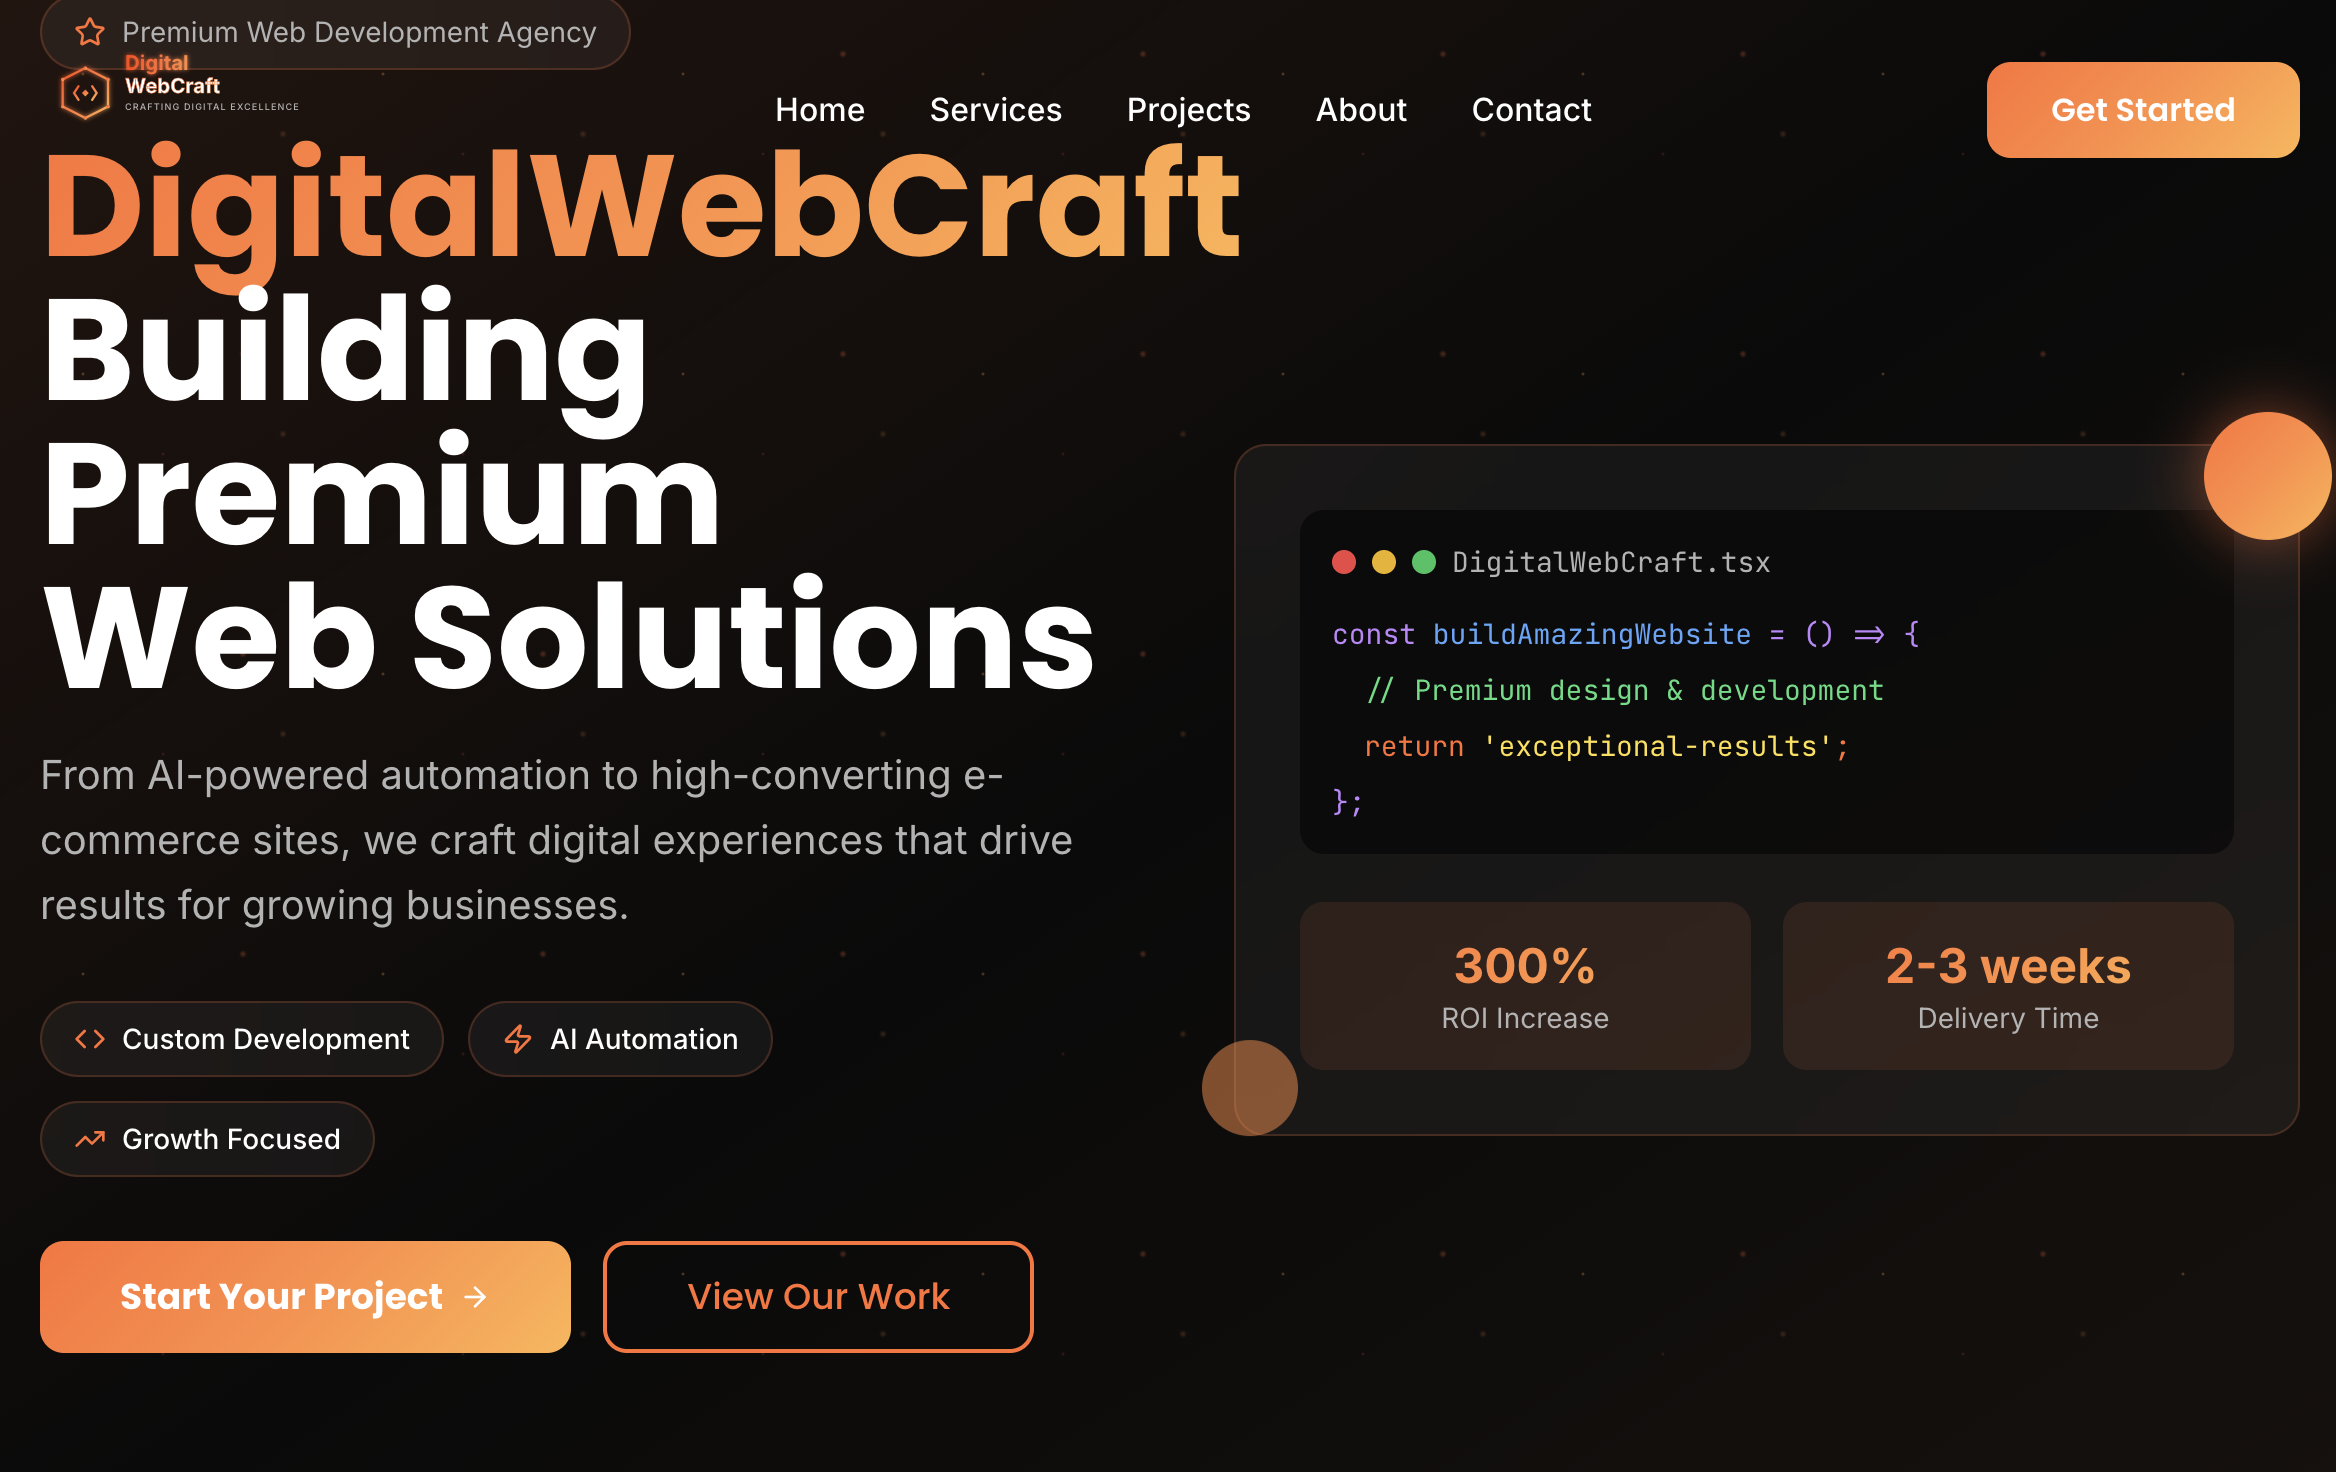 Premium Web Development Agency
Digital
WebCraft
CRAFTING DIGITAL EXCELLENCE
Home Services Projects About Contact
Get Started
DigitalWebCraft
Building
Premium
Web Solutions
From AI-powered automation to high-converting e-
commerce sites, we craft digital experiences that drive
results for growing businesses.
Custom Development
AI Automation
Growth Focused
Start Your Project →
View Our Work
DigitalWebCraft.tsx
const buildAmazingWebsite = () => {
// Premium design & development
return 'exceptional-results';
};
300%
ROI Increase
2-3 weeks
Delivery Time